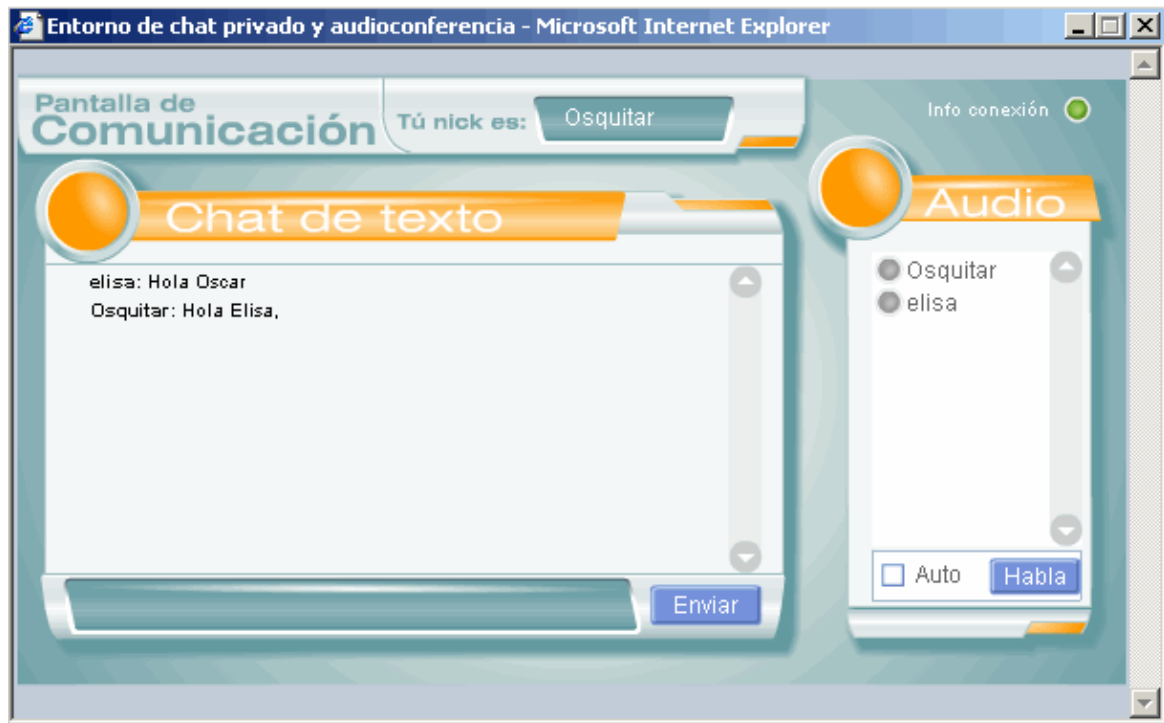 Entorno de chat privado y audioconferencia - Microsoft Internet Explorer
Pantalla de
Comunicación
Tú nick es:
Osquitar
Info conexión
Chat de texto
Audio
elisa: Hola Oscar
Osquitar: Hola Elisa,
Osquitar
elisa
Auto
Habla
Enviar